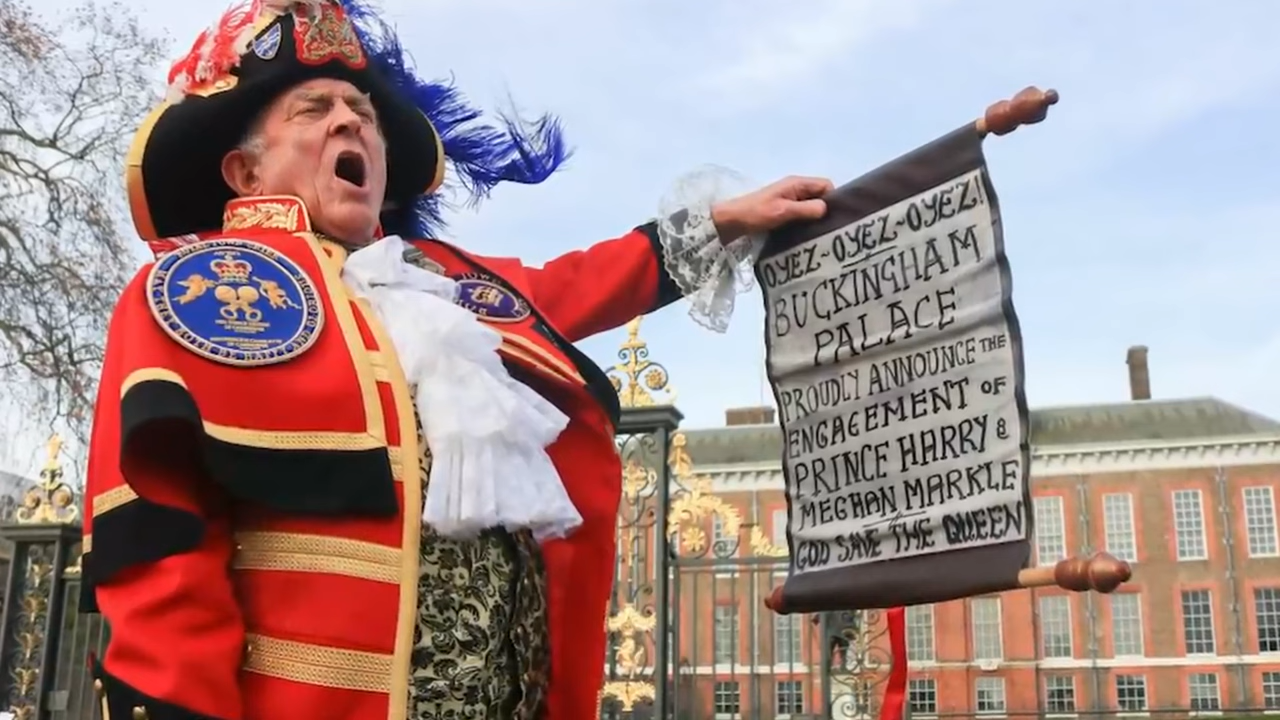 OYEZ~OYEZ~OYEZ!
BUCKINGHAM
PALACE
PROUDLY ANNOUNCE THE
ENGAGEMENT OF
PRINCE HARRY &
MEGHAN MARKLE
GOD SAVE THE QUEEN